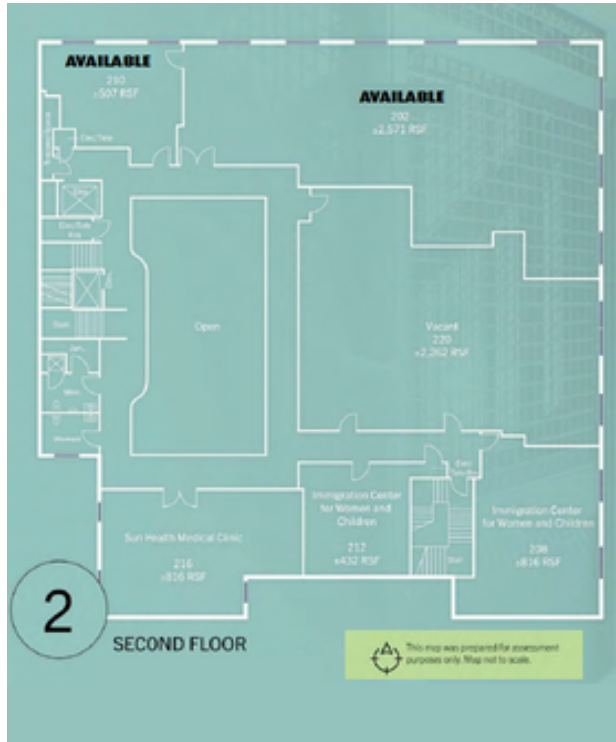 AVAILABLE
210
±507 RSF
AVAILABLE
202
±2,571 RSF
Elec/Tele
Open
Vacant
220
±2,262 RSF
Men
Women
Sun Health Medical Clinic
216
±816 RSF
Immigration Center
for Women and
Children
212
±432 RSF
Stair
Immigration Center
for Women and Children
208
±816 RSF
2
SECOND FLOOR
This map was prepared for assessment
purposes only. Map not to scale.